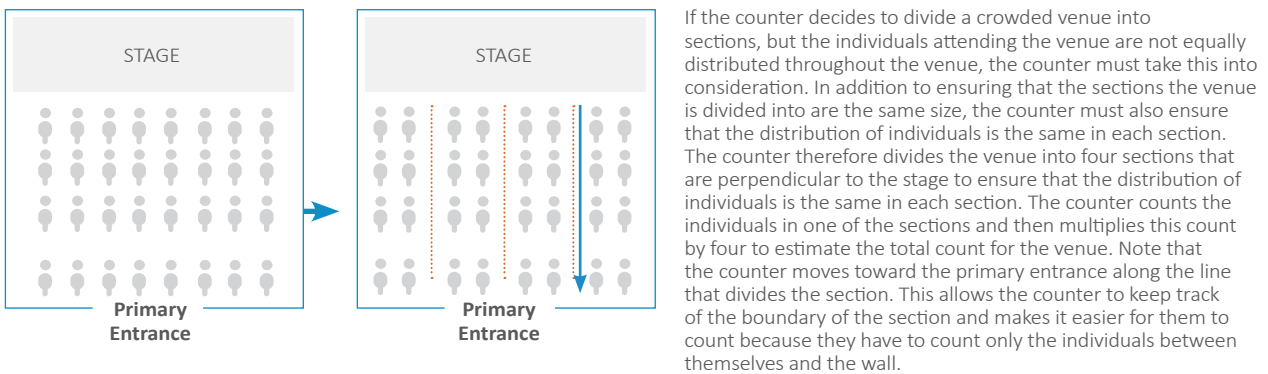 STAGE
Primary
Entrance
STAGE
Primary
Entrance
If the counter decides to divide a crowded venue into
sections, but the individuals attending the venue are not equally
distributed throughout the venue, the counter must take this into
consideration. In addition to ensuring that the sections the venue
is divided into are the same size, the counter must also ensure
that the distribution of individuals is the same in each section.
The counter therefore divides the venue into four sections that
are perpendicular to the stage to ensure that the distribution of
individuals is the same in each section. The counter counts the
individuals in one of the sections and then multiplies this count
by four to estimate the total count for the venue. Note that
the counter moves toward the primary entrance along the line
that divides the section. This allows the counter to keep track
of the boundary of the section and makes it easier for them to
count because they have to count only the individuals between
themselves and the wall.